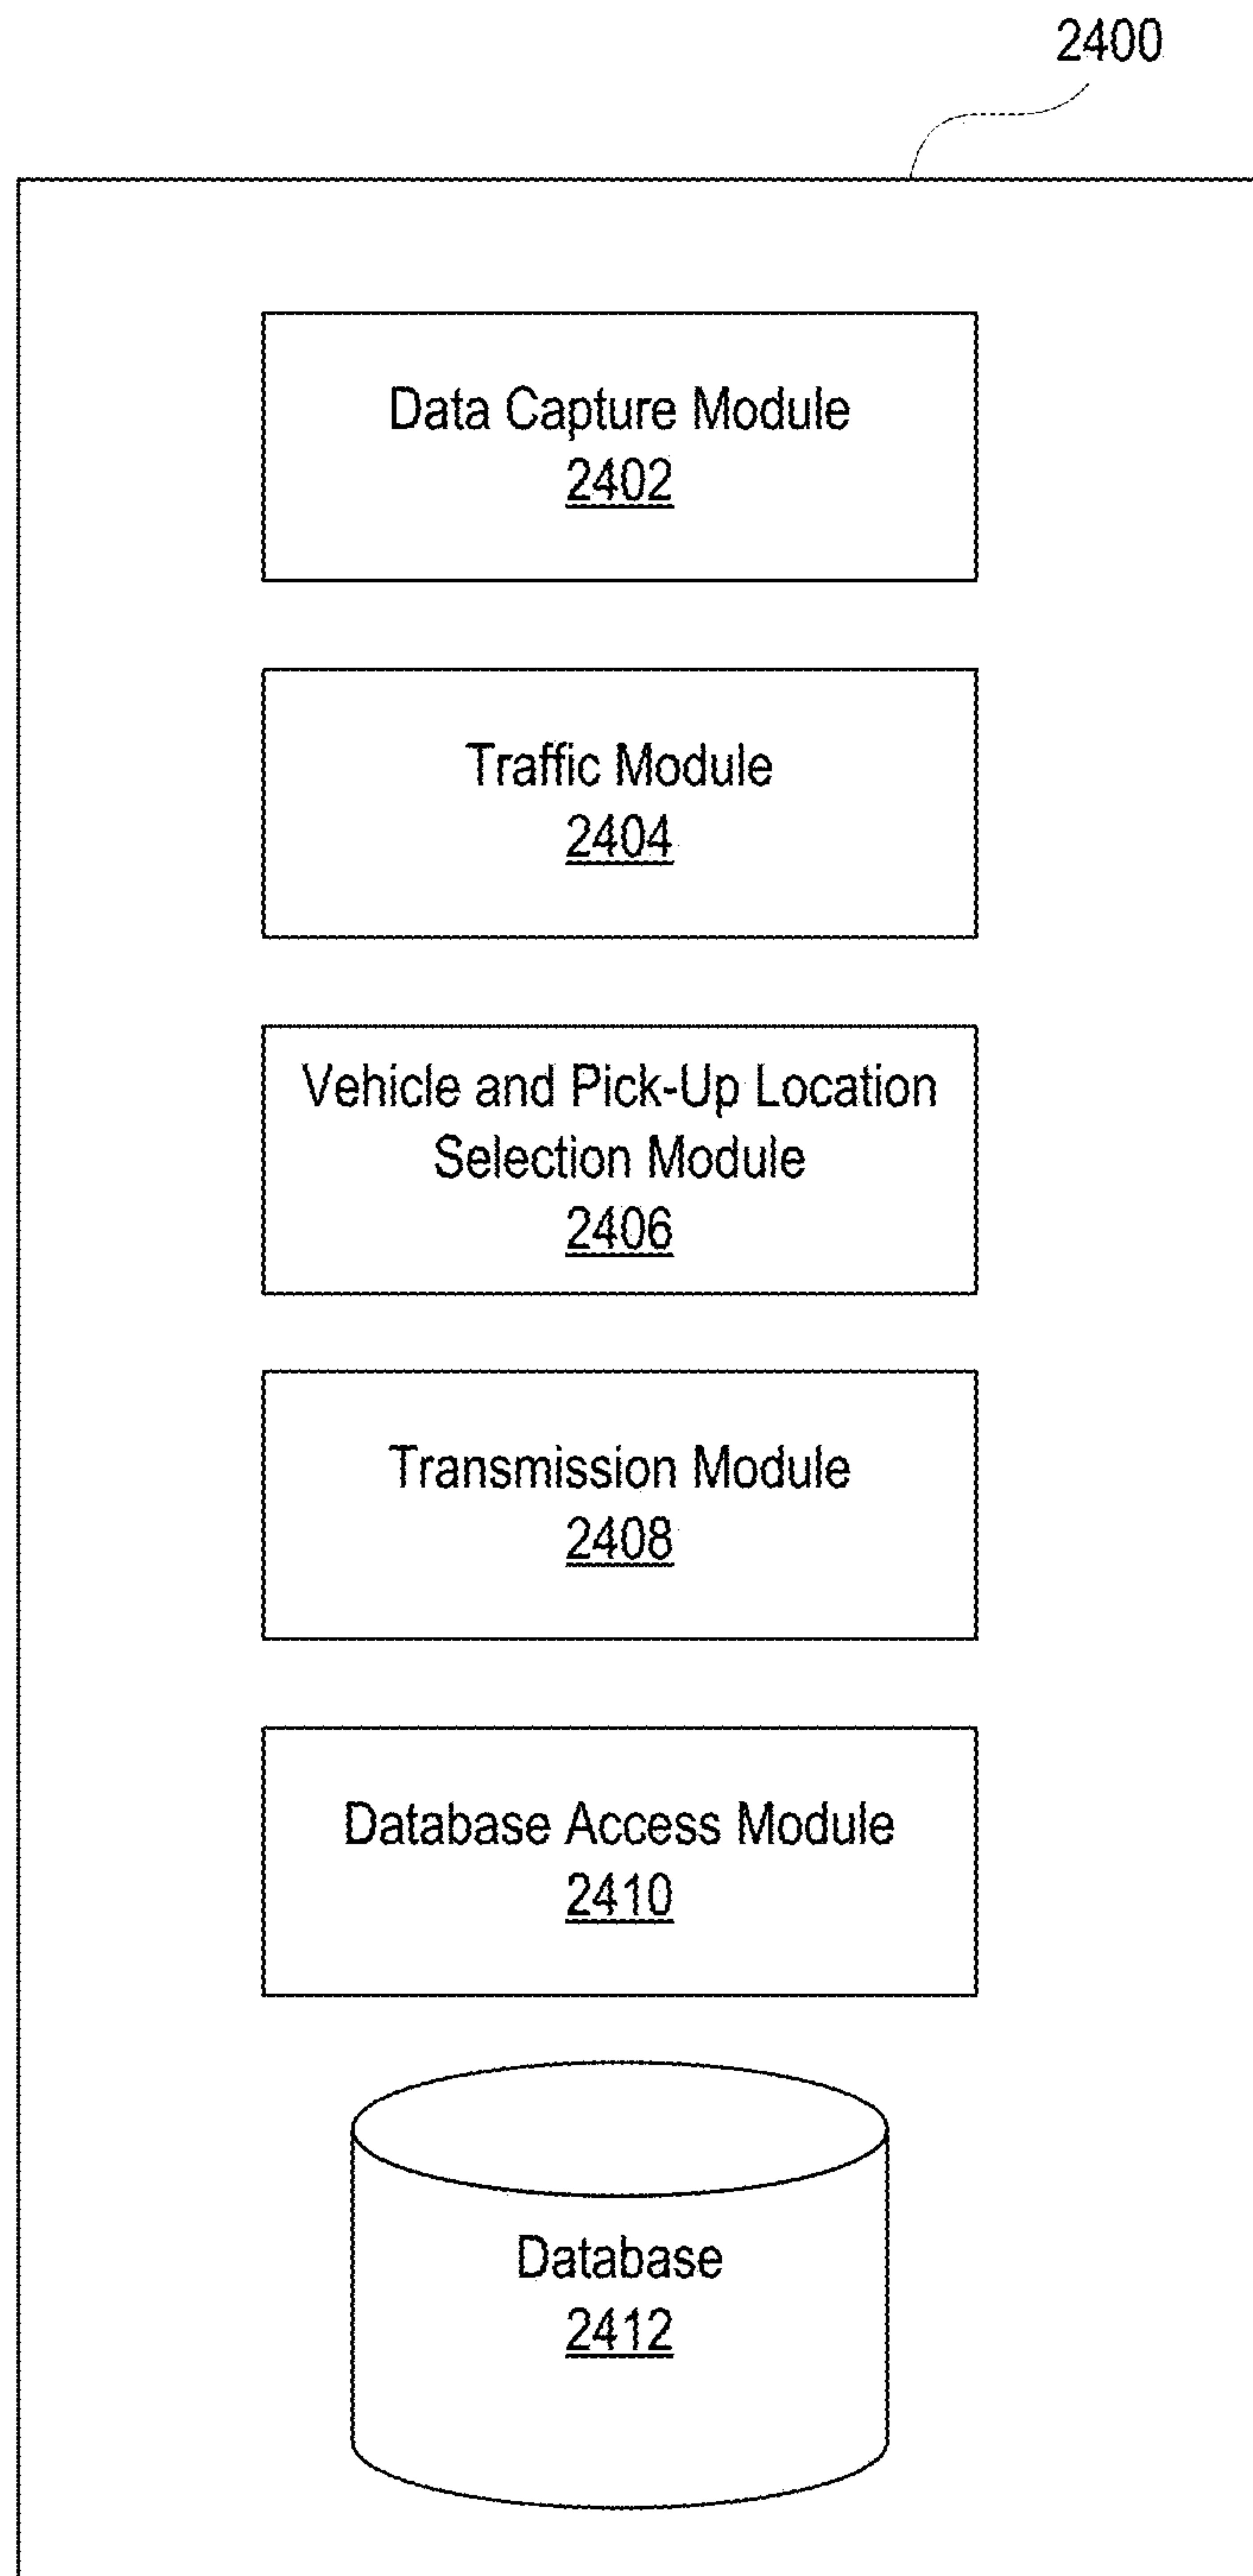 2400
Data Capture Module
2402
Traffic Module
2404
Vehicle and Pick-Up Location
Selection Module
2406
Transmission Module
2408
Database Access Module
2410
Database
2412